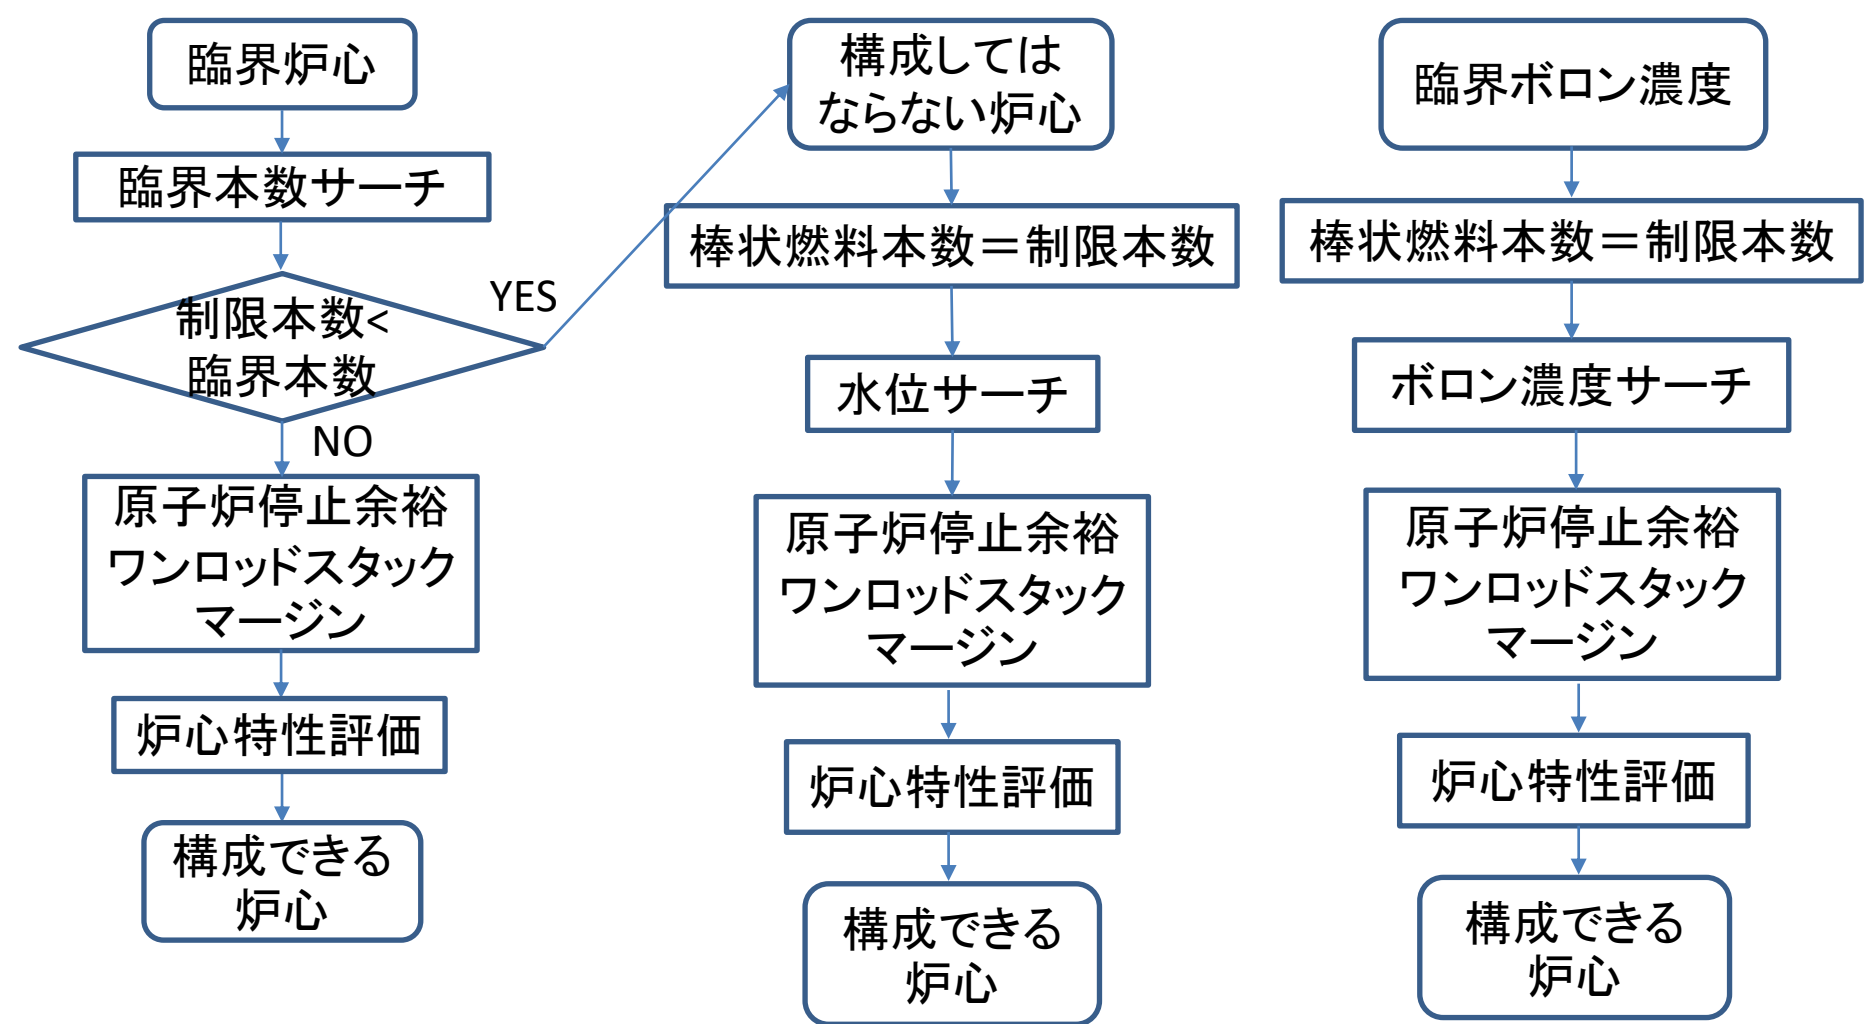 臨界炉心
臨界本数サーチ
制限本数<
臨界本数
YES
NO
原子炉停止余裕
ワンロッドスタック
マージン
炉心特性評価
構成できる
炉心
構成しては
ならない炉心
棒状燃料本数＝制限本数
水位サーチ
原子炉停止余裕
ワンロッドスタック
マージン
炉心特性評価
構成できる
炉心
臨界ボロン濃度
棒状燃料本数＝制限本数
ボロン濃度サーチ
原子炉停止余裕
ワンロッドスタック
マージン
炉心特性評価
構成できる
炉心